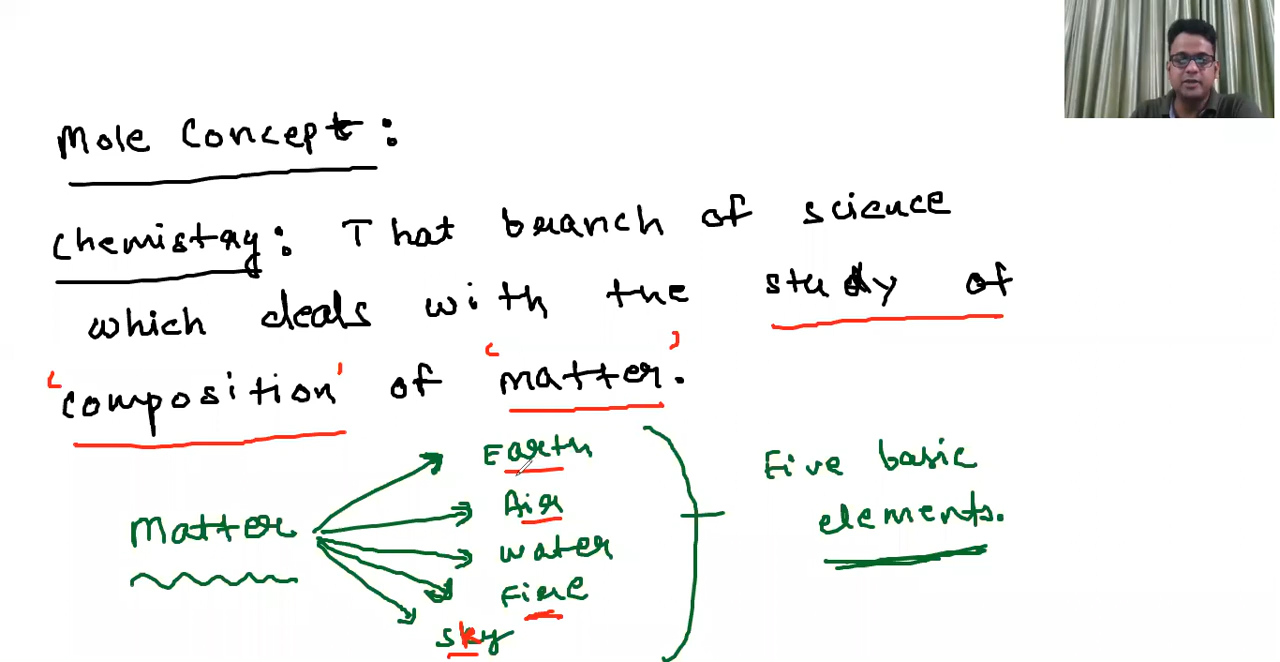 Mole Concept:
Chemistry: That branch of science
which deals with the study of
'composition' of 'matter'.
Earth
Matter
Air
water
Fire
sky
Five basic
elements.